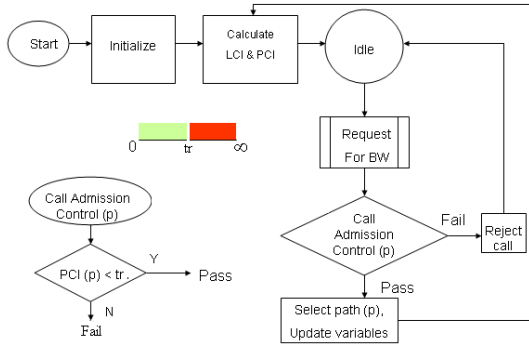 Start
Initialize
Calculate
LCI & PCI
Idle
0
tr
∞
Request
For BW
Call
Admission
Control (p)
Fail
Reject
call
Pass
Select path (p),
Update variables
Call Admission
Control (p)
PCI (p) < tr .
Y
Pass
N
Fail